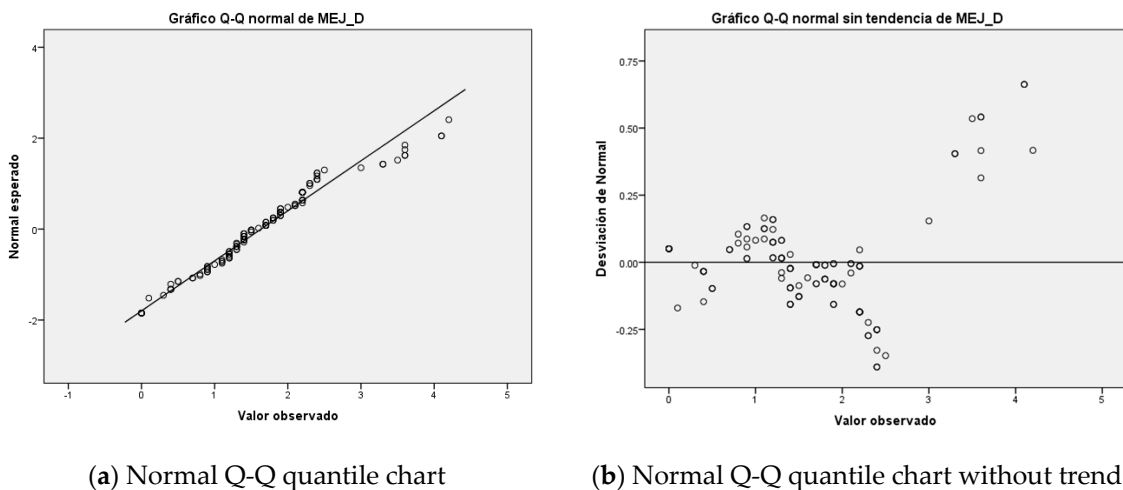 Gráfico Q-Q normal de MEJ_D
4
2
0
-2
Normal esperado
-1
0
1
2
3
4
5
Valor observado
(a) Normal Q-Q quantile chart
Gráfico Q-Q normal sin tendencia de MEJ_D
0.75
0.50
0.25
0.00
-0.25
Desviación de Normal
0
1
2
3
4
5
Valor observado
(b) Normal Q-Q quantile chart without trend